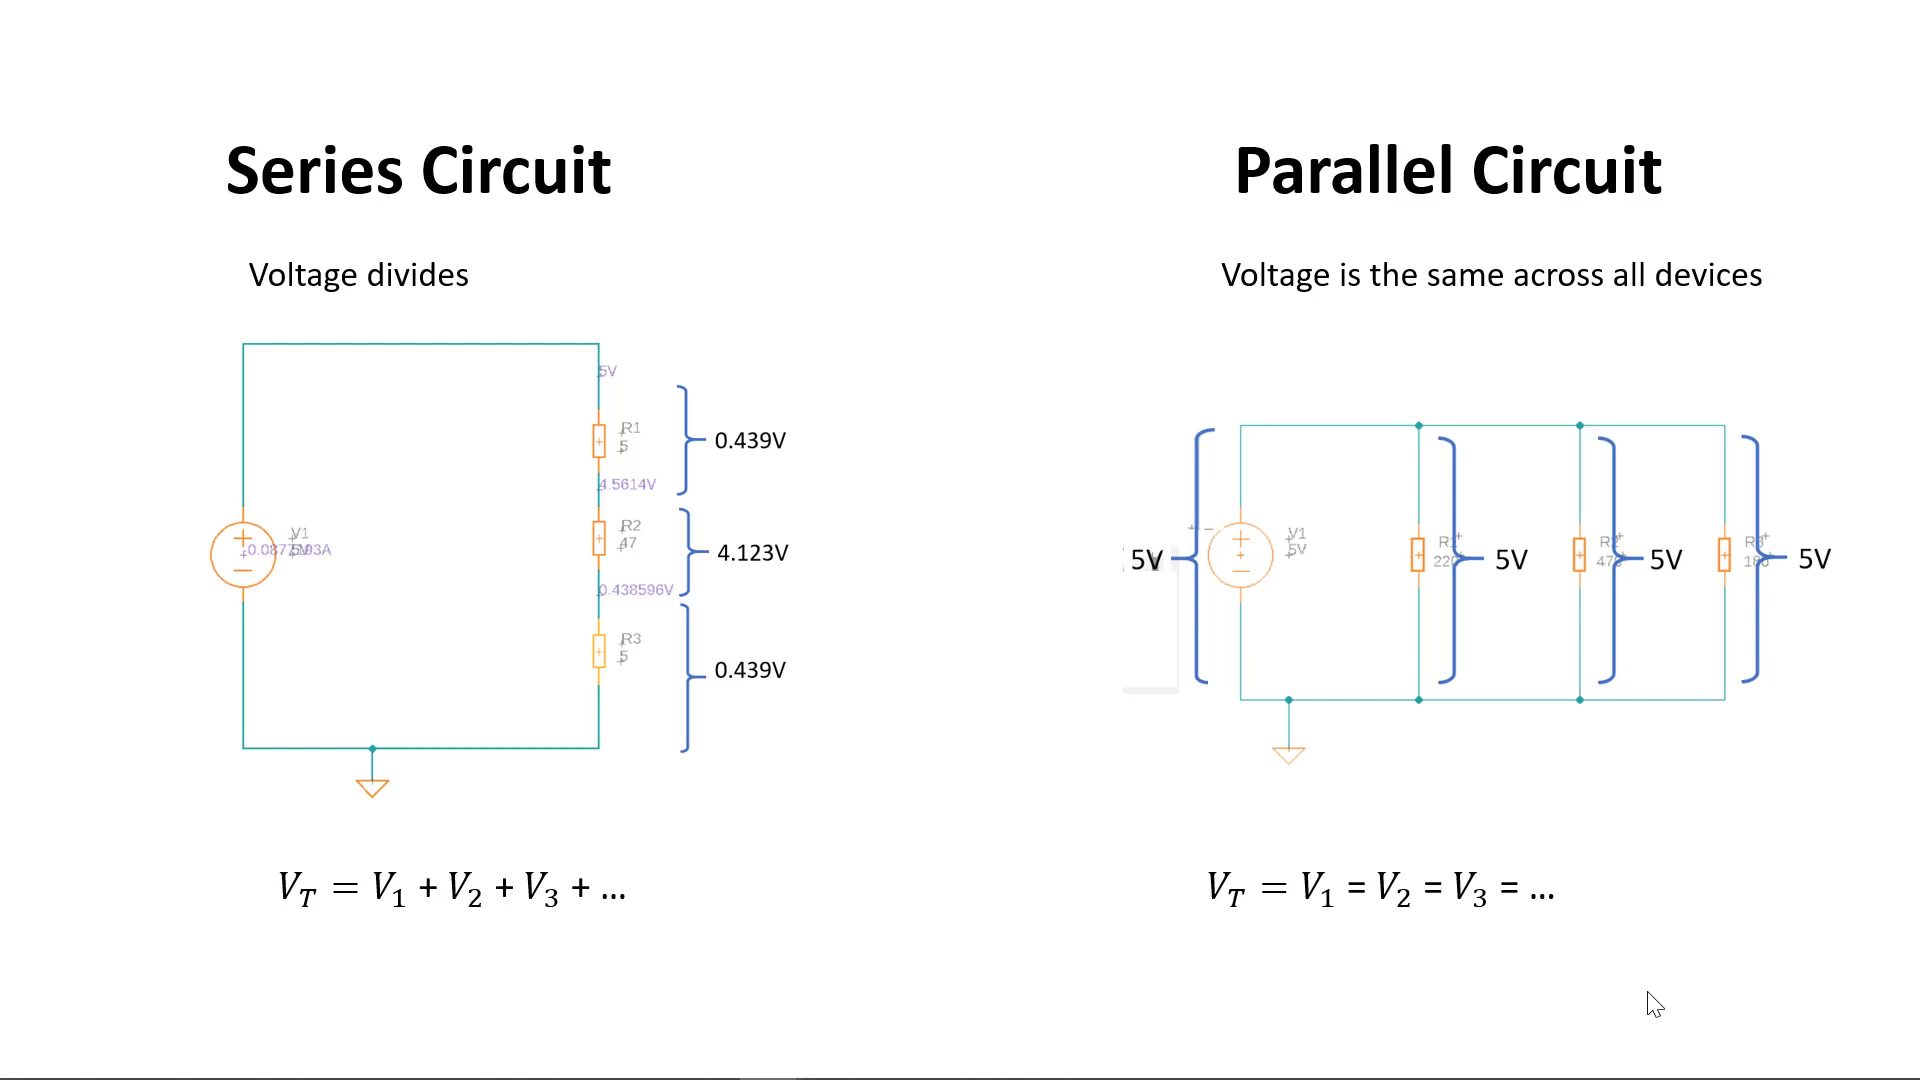 Series Circuit
Voltage divides
5V
R1
5
0.439V
4.5614V
R2
47
4.123V
V1
0.438596V
R3
5
0.439V
V_T = V_1 + V_2 + V_3 + ...
Parallel Circuit
Voltage is the same across all devices
5V
V1
5V
5V
5V
5V
V_T = V_1 = V_2 = V_3 = ...